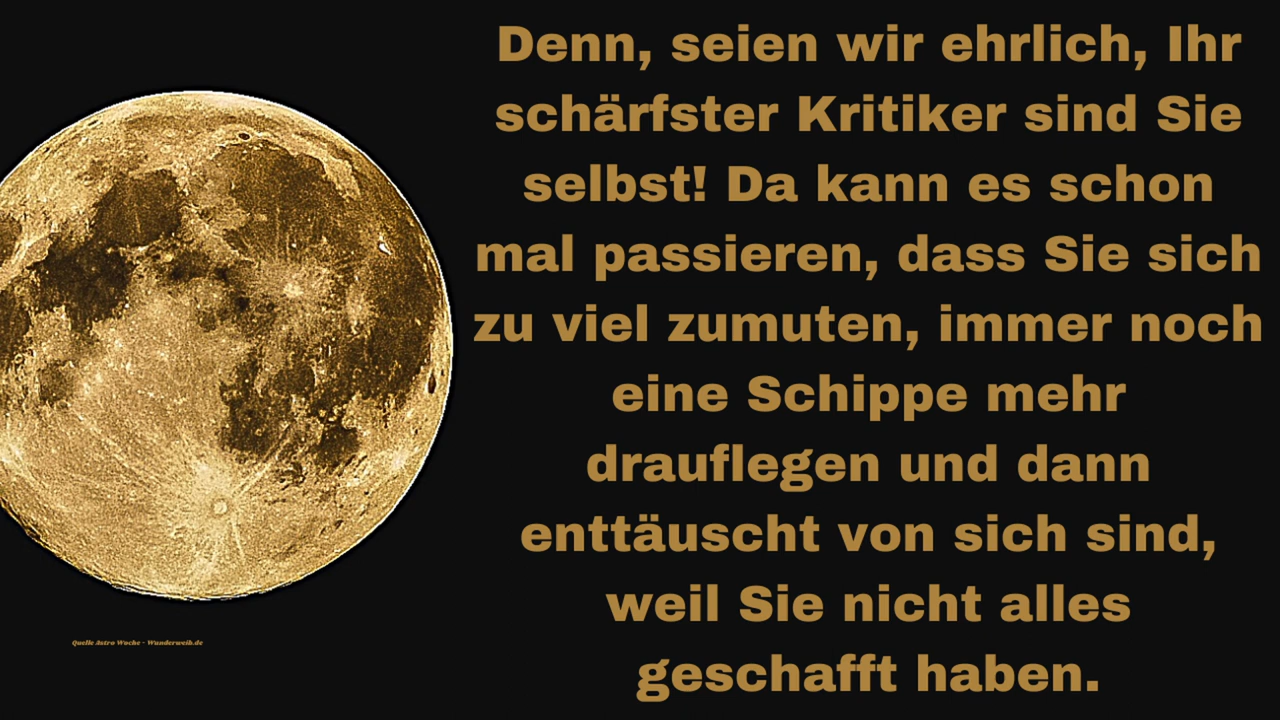 Denn, seien wir ehrlich, Ihr
schärfster Kritiker sind Sie
selbst! Da kann es schon
mal passieren, dass Sie sich
zu viel zumuten, immer noch
eine Schippe mehr
drauflegen und dann
enttäuscht von sich sind,
weil Sie nicht alles
geschafft haben.
Quelle Astro Woche - Wunderweib.de